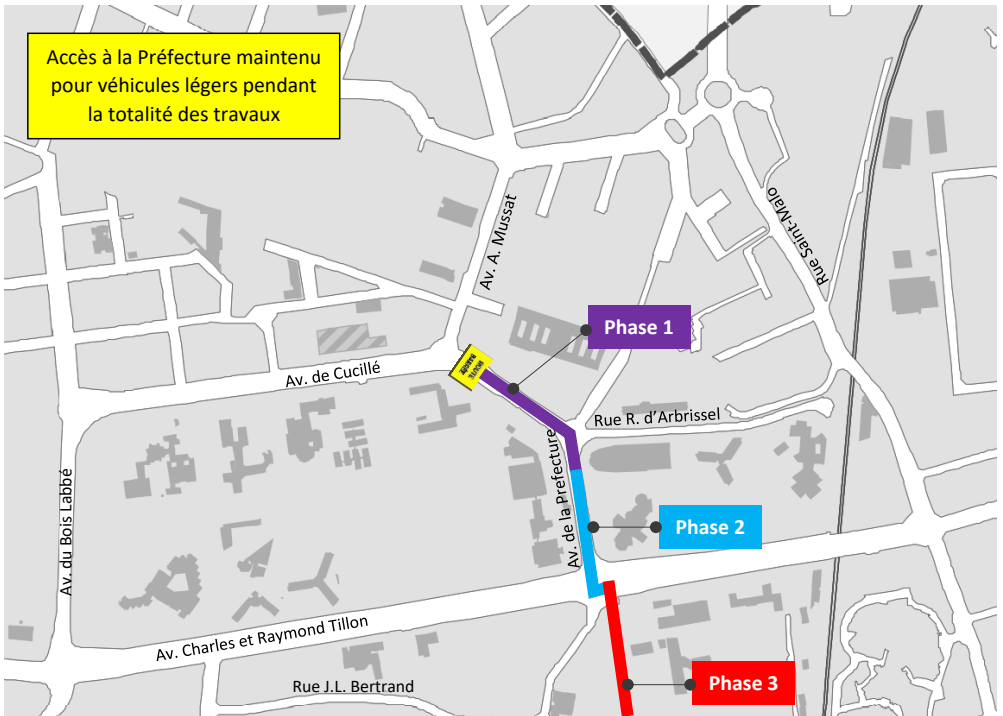 Accès à la Préfecture maintenu
pour véhicules légers pendant
la totalité des travaux
Av. A. Mussat
Rue Saint-Malo
Phase 1
ROUTE
BARRÉE
Av. de Cucillé
Rue R. d'Arbrissel
Av. de la Prefecture
Av. du Bois Labbé
Phase 2
Av. Charles et Raymond Tillon
Rue J.L. Bertrand
Phase 3